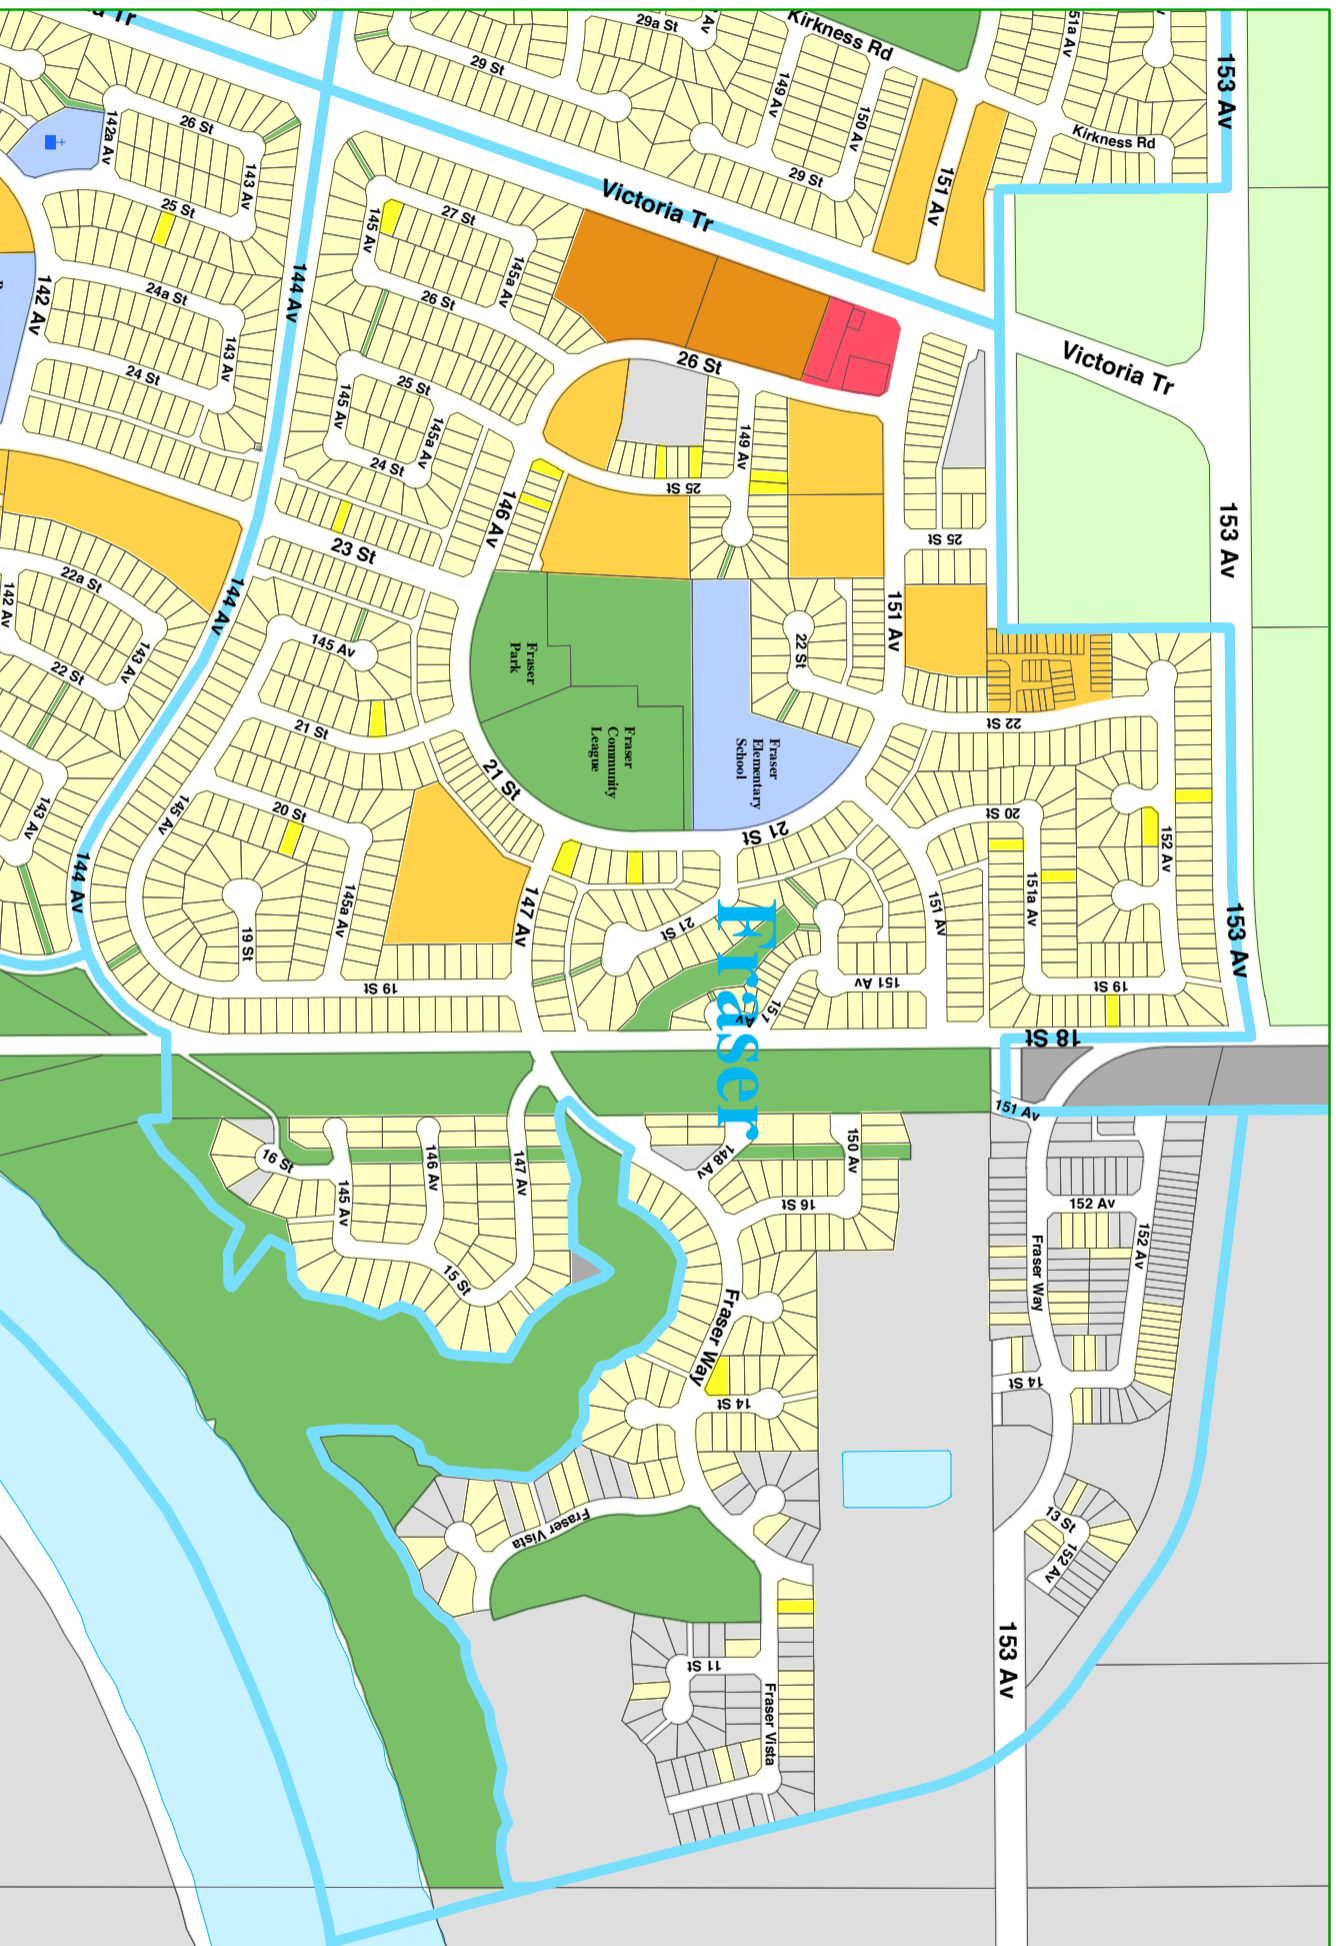 Tr
29a St
Av
Kirkness Rd
51a Av
153 Av
29 St
149 Av
150 Av
Kirkness Rd
142a Av
26 St
143 Av
29 St
151 Av
Victoria Tr
25 St
145 Av
27 St
145a Av
144 Av
142 Av
24a St
26 St
143 Av
26 St
Victoria Tr
24 St
25 St
145 Av
145a Av
149 Av
24 St
25 St
146 Av
153 Av
23 St
25 St
22a St
142 Av
144 Av
151 Av
145 Av
143 Av
22 St
Fraser
Park
22 St
21 St
22 St
Fraser
Community
League
Fraser
Elementary
School
21 St
145 Av
20 St
143 Av
21 St
20 St
152 Av
144 Av
145a Av
147 Av
151a Av
151 Av
19 St
21 St
153 Av
Fraser
19 St
151 Av
19 St
157 Av
18 St
151 Av
16 St
146 Av
147 Av
148 Av
150 Av
145 Av
16 St
152 Av
152 Av
Fraser Way
15 St
Fraser Way
14 St
14 St
Fraser Vista
13 St
152 Av
153 Av
11 St
Fraser Vista